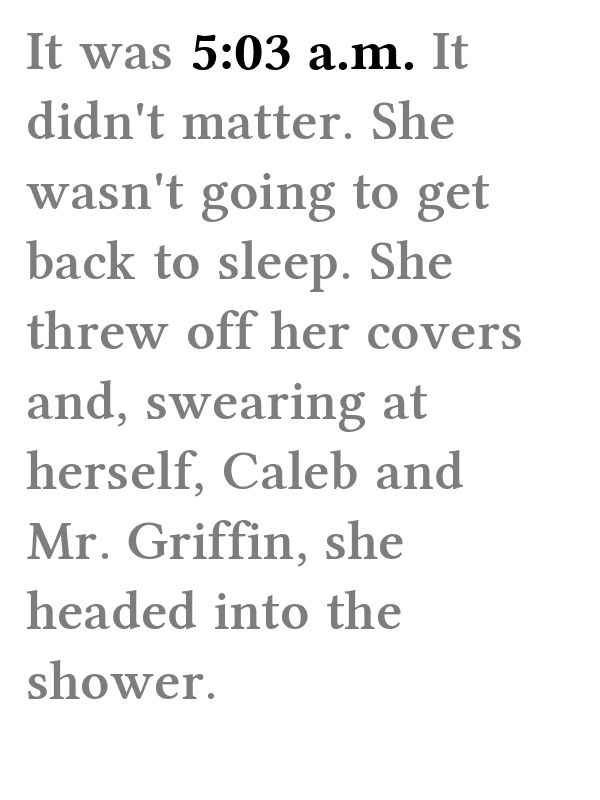 It was 5:03 a.m. It
didn't matter. She
wasn't going to get
back to sleep. She
threw off her covers
and, swearing at
herself, Caleb and
Mr. Griffin, she
headed into the
shower.